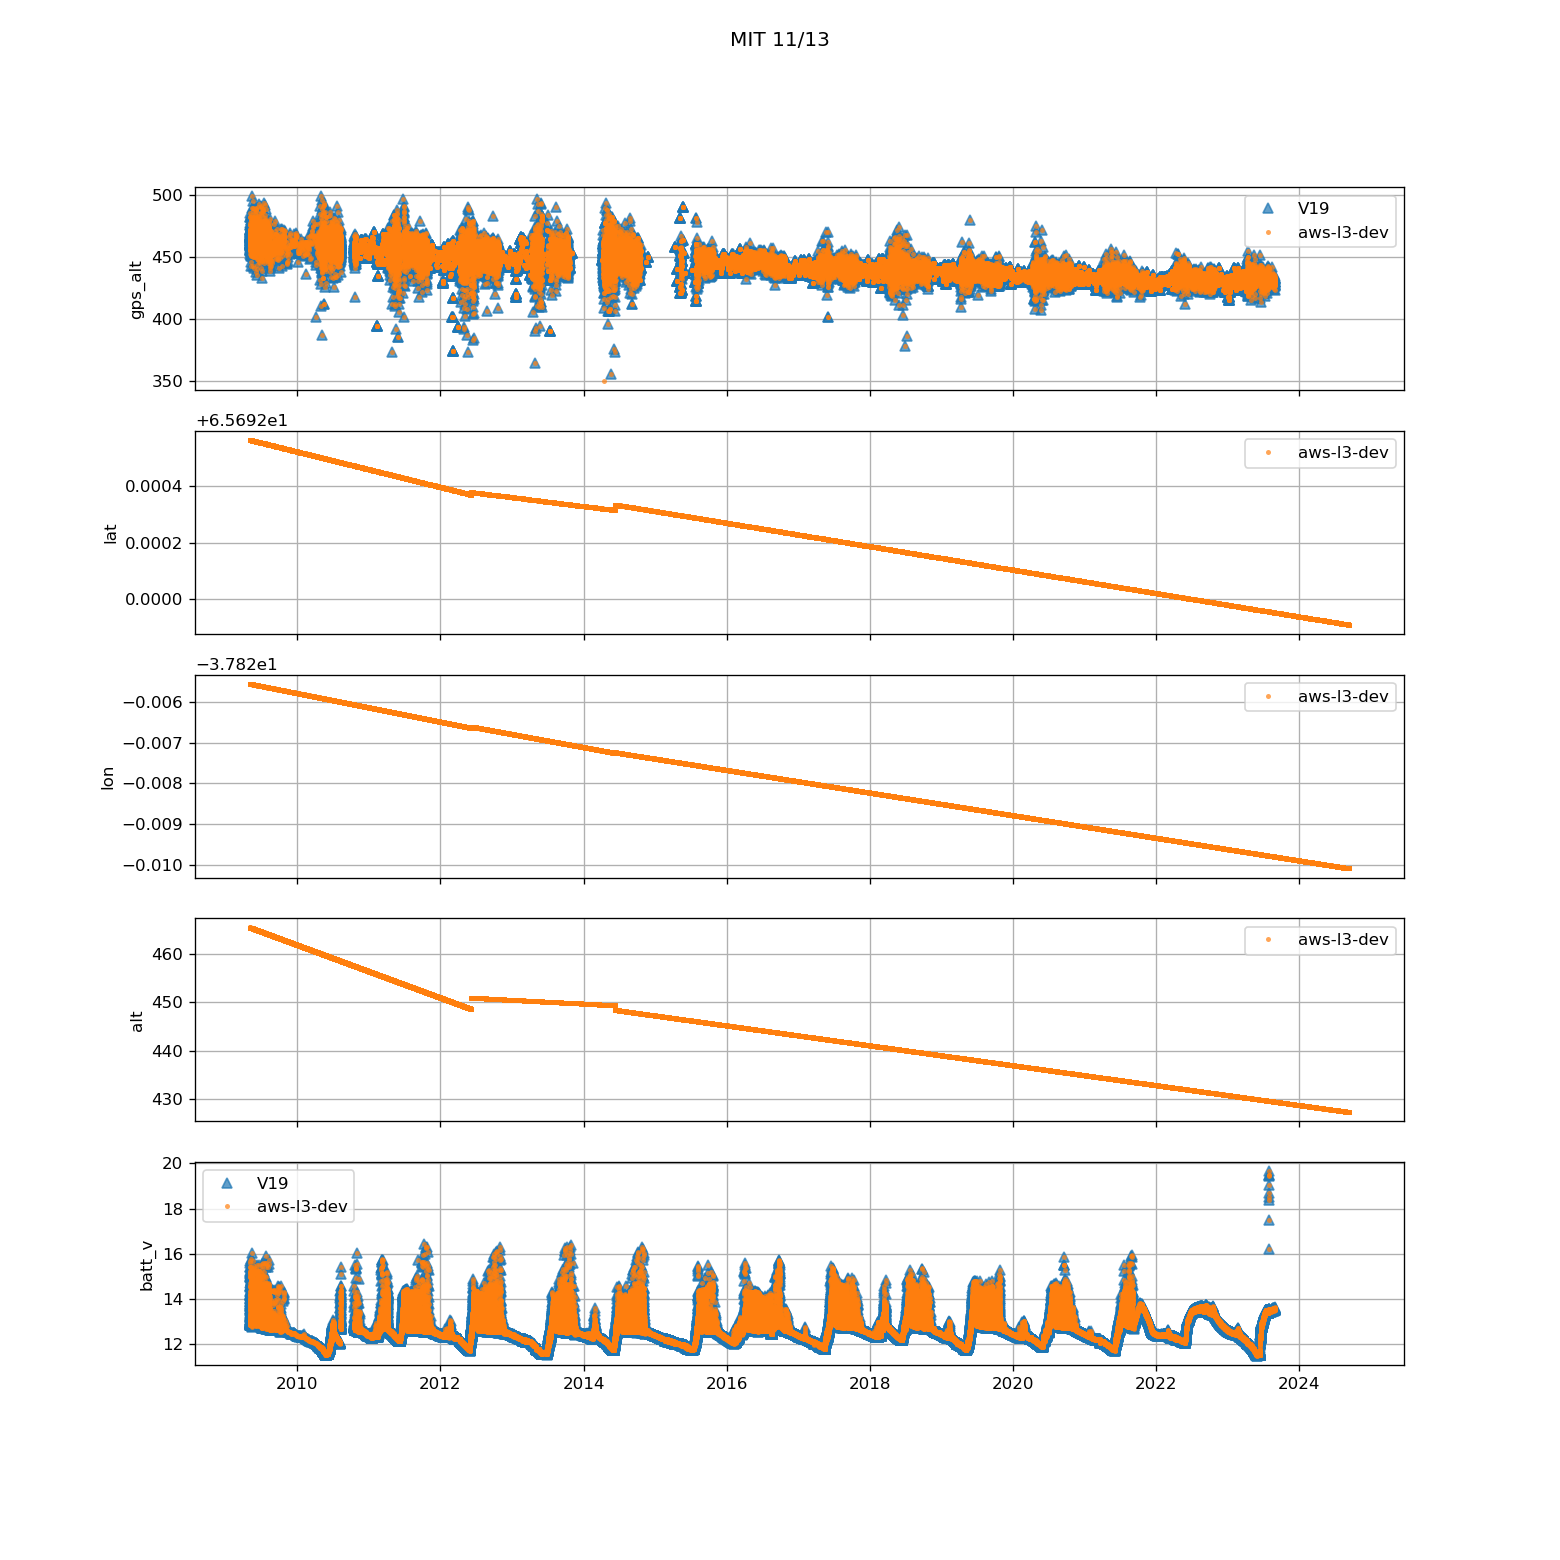 MIT 11/13
500
450
400
350
gps_alt
V19
aws-l3-dev
+6.5692e1
0.0004
0.0002
0.0000
lat
aws-l3-dev
−3.782e1
−0.006
−0.007
−0.008
−0.009
−0.010
lon
aws-l3-dev
460
450
440
430
alt
aws-l3-dev
20
18
16
14
12
batt_v
V19
aws-l3-dev
2010 2012 2014 2016 2018 2020 2022 2024